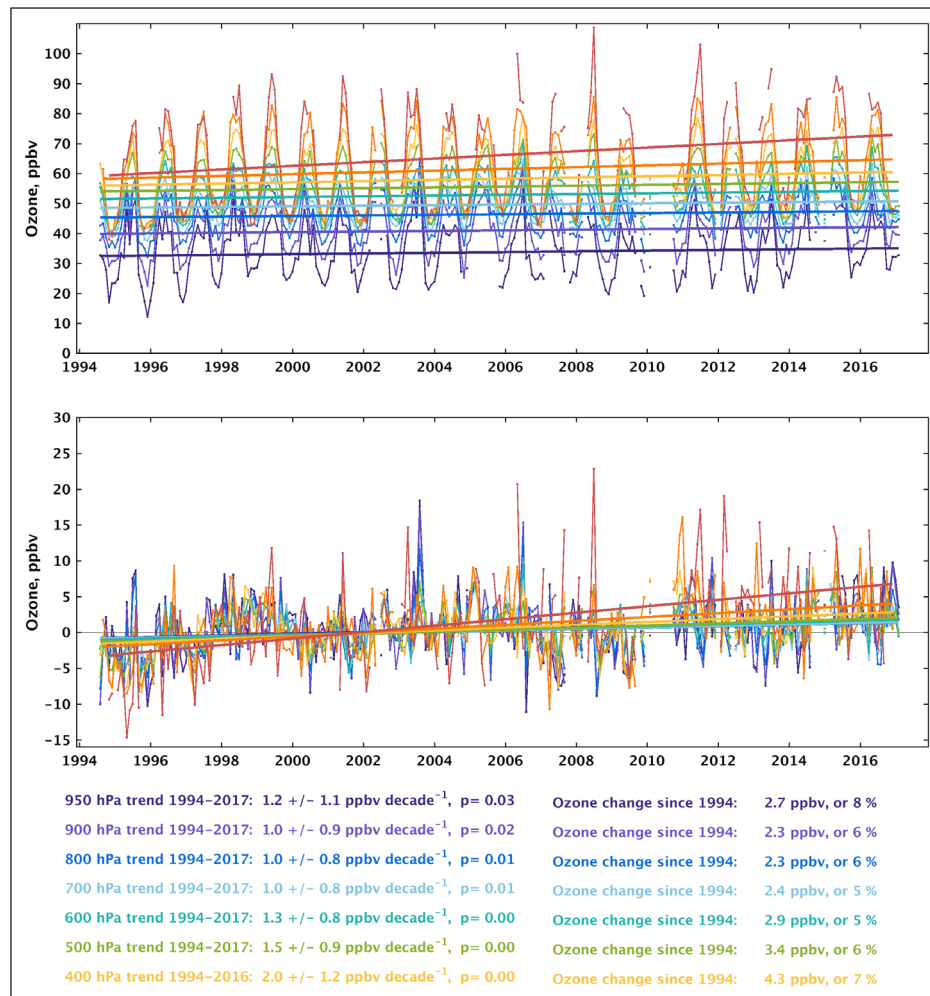 Ozone, ppbv
100
90
80
70
60
50
40
30
20
10
0
1994 1996 1998 2000 2002 2004 2006 2008 2010 2012 2014 2016
Ozone, ppbv
30
25
20
15
10
5
0
-5
-10
-15
1994 1996 1998 2000 2002 2004 2006 2008 2010 2012 2014 2016
950 hPa trend 1994-2017: 1.2 +/- 1.1 ppbv decade⁻¹, p= 0.03 Ozone change since 1994: 2.7 ppbv, or 8 %
900 hPa trend 1994-2017: 1.0 +/- 0.9 ppbv decade⁻¹, p= 0.02 Ozone change since 1994: 2.3 ppbv, or 6 %
800 hPa trend 1994-2017: 1.0 +/- 0.8 ppbv decade⁻¹, p= 0.01 Ozone change since 1994: 2.3 ppbv, or 6 %
700 hPa trend 1994-2017: 1.0 +/- 0.8 ppbv decade⁻¹, p= 0.01 Ozone change since 1994: 2.4 ppbv, or 5 %
600 hPa trend 1994-2017: 1.3 +/- 0.8 ppbv decade⁻¹, p= 0.00 Ozone change since 1994: 2.9 ppbv, or 5 %
500 hPa trend 1994-2017: 1.5 +/- 0.9 ppbv decade⁻¹, p= 0.00 Ozone change since 1994: 3.4 ppbv, or 6 %
400 hPa trend 1994-2016: 2.0 +/- 1.2 ppbv decade⁻¹, p= 0.00 Ozone change since 1994: 4.3 ppbv, or 7 %